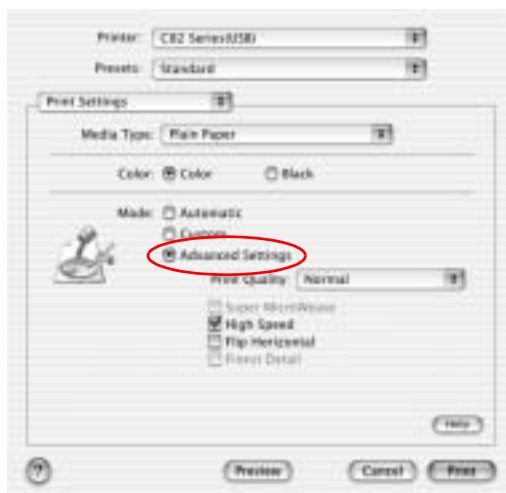 Printer: C82 Series(USB)
Presets: Standard
Print Settings
Media Type: Plain Paper
Color: Color Black
Mode: Automatic
Custom
Advanced Settings
Print Quality: Normal
Super MicroWeave
High Speed
Flip Horizontal
Finest Detail
Help
? Preview Cancel Print